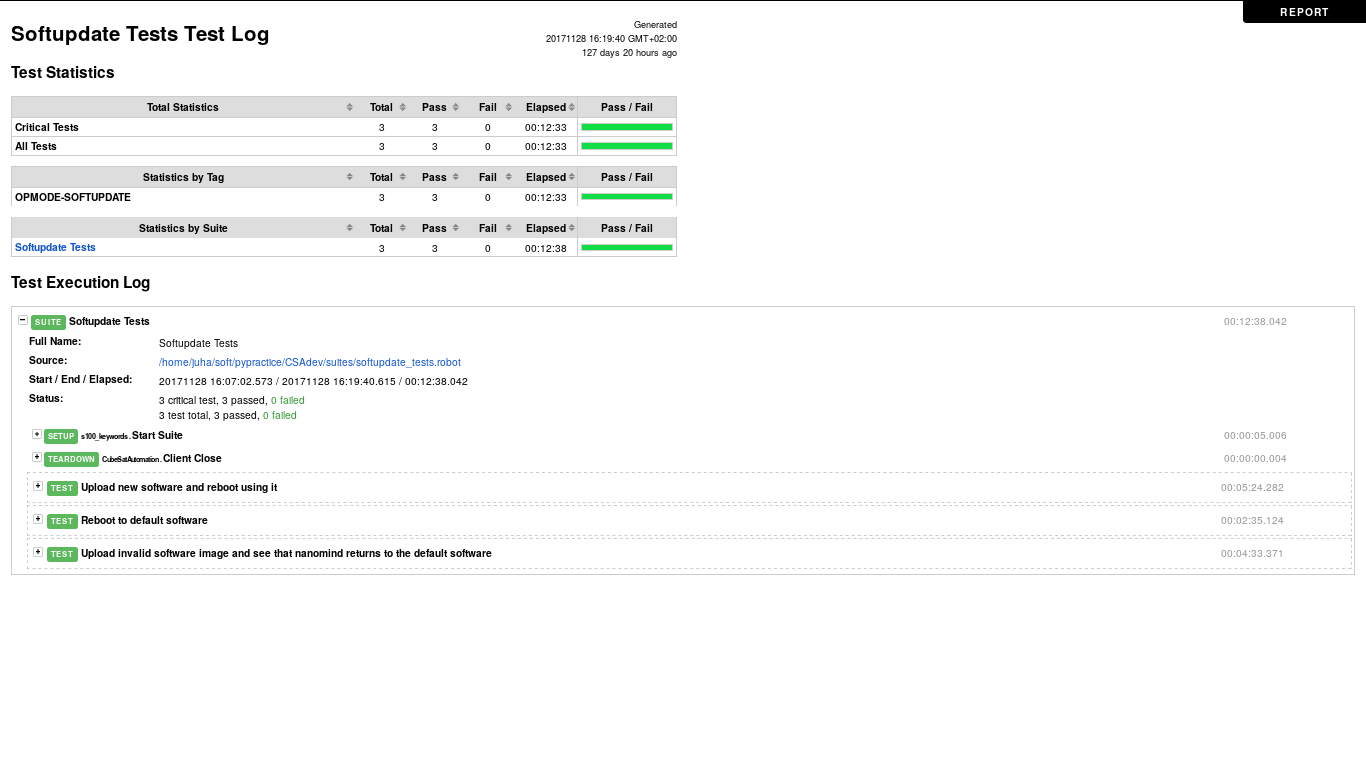 REPORT
Softupdate Tests Test Log
Generated
20171128 16:19:40 GMT+02:00
127 days 20 hours ago
Test Statistics
Total Statistics Total Pass Fail Elapsed Pass / Fail
Critical Tests 3 3 0 00:12:33
All Tests 3 3 0 00:12:33
Statistics by Tag Total Pass Fail Elapsed Pass / Fail
OPMODE-SOFTUPDATE 3 3 0 00:12:33
Statistics by Suite Total Pass Fail Elapsed Pass / Fail
Softupdate Tests 3 3 0 00:12:38
Test Execution Log
SUITE Softupdate Tests 00:12:38.042
Full Name: Softupdate Tests
Source: /home/juha/soft/pypractice/CSAdev/suites/softupdate_tests.robot
Start / End / Elapsed: 20171128 16:07:02.573 / 20171128 16:19:40.615 / 00:12:38.042
Status: 3 critical test, 3 passed, 0 failed
3 test total, 3 passed, 0 failed
SETUP s100_keywords. Start Suite 00:00:05.006
TEARDOWN CubeSatAutomation. Client Close 00:00:00.004
TEST Upload new software and reboot using it 00:05:24.282
TEST Reboot to default software 00:02:35.124
TEST Upload invalid software image and see that nanomind returns to the default software 00:04:33.371